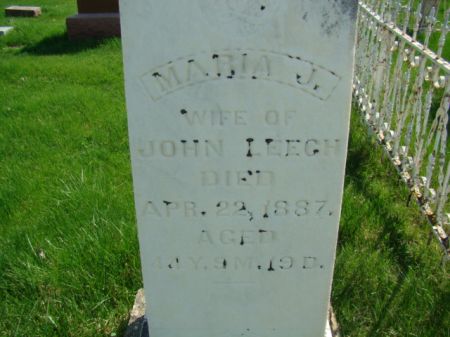 MARIA J.
WIFE OF
JOHN LEECH
DIED
APR. 22, 1887.
AGED
9 M. 19 D.